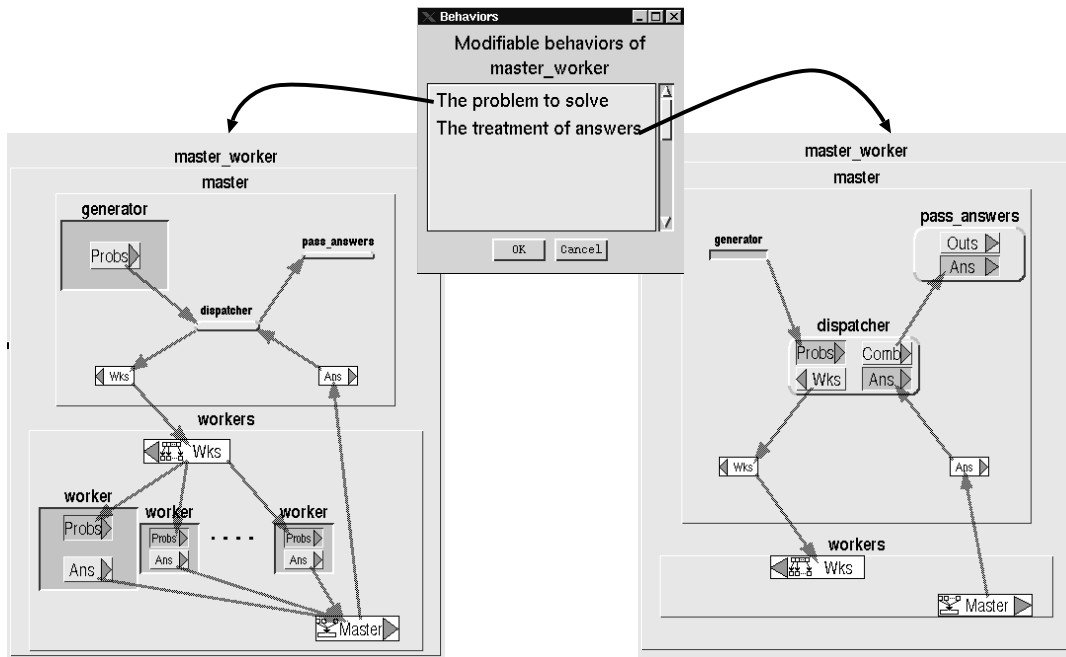 Behaviors
Modifiable behaviors of
master_worker
The problem to solve
The treatment of answers
OK Cancel
master_worker
master
generator
Probs
pass_answers
dispatcher
Wks
Ans
workers
Wks
worker
Probs
Ans
worker
Probs
Ans
....
worker
Probs
Ans
Master
master_worker
master
pass_answers
Outs
Ans
generator
dispatcher
Probs Comb
Wks Ans
Wks
Ans
workers
Wks
Master